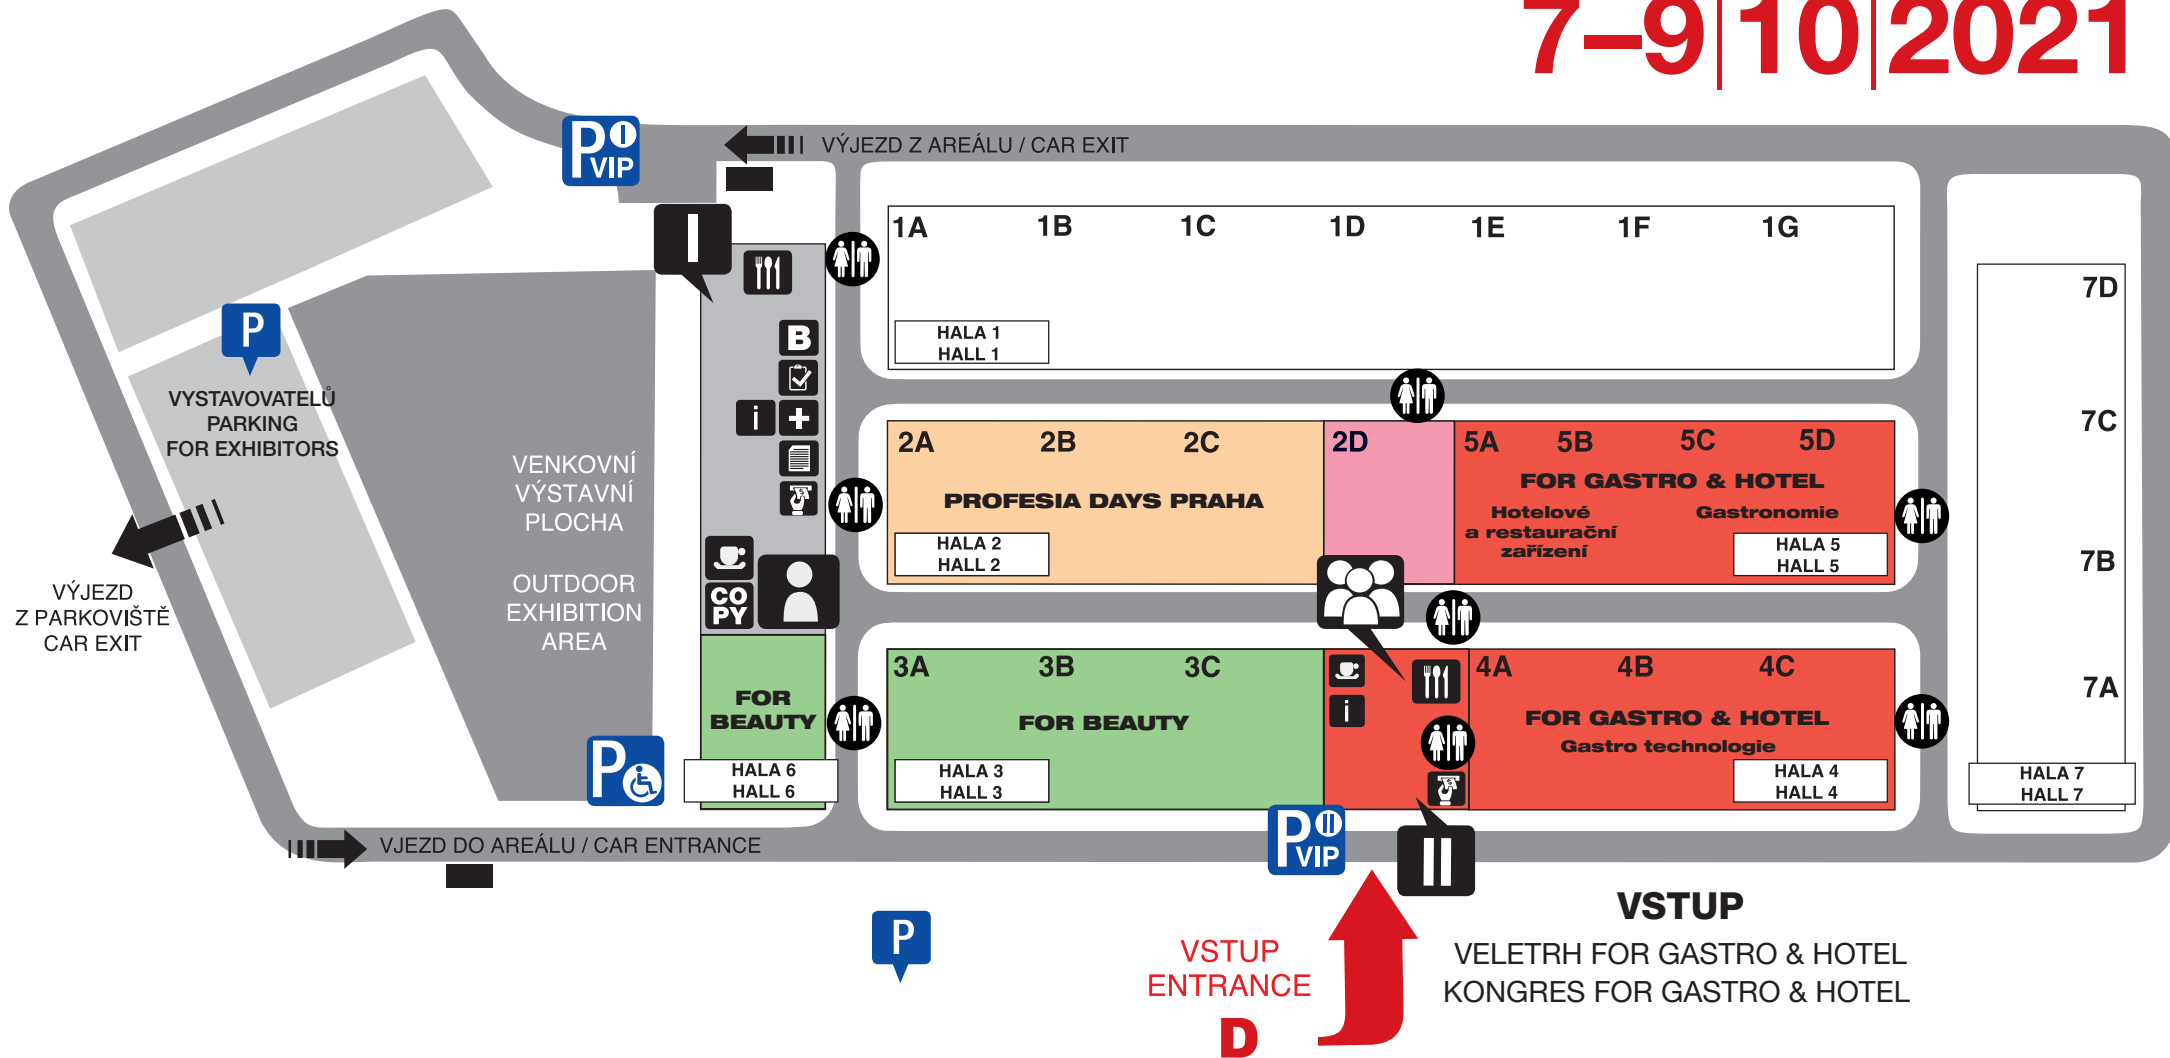 7–9|10|2021
P I
VIP
VÝJEZD Z AREÁLU / CAR EXIT
I
1A 1B 1C 1D 1E 1F 1G
HALA 1
HALL 1
7D
7C
7B
7A
HALA 7
HALL 7
P
VYSTAVOVATELŮ
PARKING
FOR EXHIBITORS
B
i
VENKOVNÍ
VÝSTAVNÍ
PLOCHA
OUTDOOR
EXHIBITION
AREA
CO
PY
VÝJEZD
Z PARKOVIŠTĚ
CAR EXIT
2A 2B 2C 2D
PROFESIA DAYS PRAHA
HALA 2
HALL 2
5A 5B 5C 5D
FOR GASTRO & HOTEL
Hotelové
a restaurační
zařízení
Gastronomie
HALA 5
HALL 5
FOR
BEAUTY
HALA 6
HALL 6
3A 3B 3C
FOR BEAUTY
HALA 3
HALL 3
i
4A 4B 4C
FOR GASTRO & HOTEL
Gastro technologie
HALA 4
HALL 4
P
VJEZD DO AREÁLU / CAR ENTRANCE
P II
VIP
II
P
VSTUP
ENTRANCE
D
VSTUP
VELETRH FOR GASTRO & HOTEL
KONGRES FOR GASTRO & HOTEL